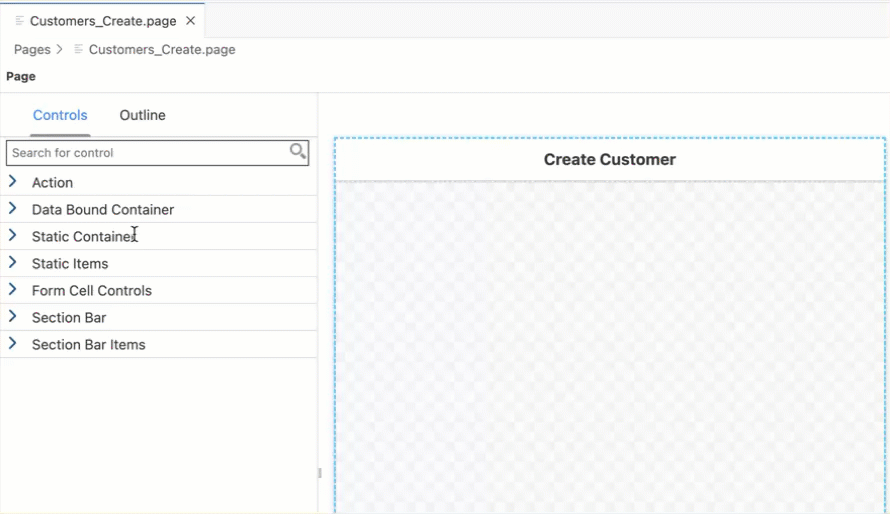 Customers_Create.page
Pages > Customers_Create.page
Page
Controls Outline
Search for control
Action
Data Bound Container
Static Container
Static Items
Form Cell Controls
Section Bar
Section Bar Items
Create Customer